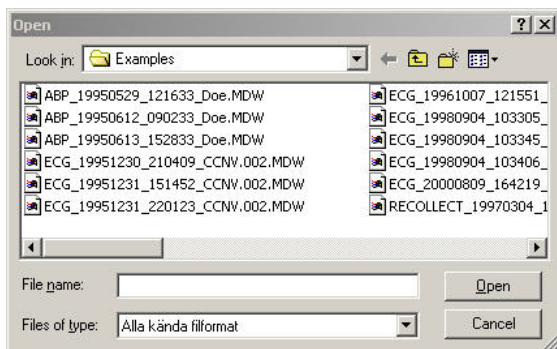 Open
Look in: Examples
ABP_19950529_121633_Doe.MDW
ABP_19950612_090233_Doe.MDW
ABP_19950613_152833_Doe.MDW
ECG_19951230_210409_CCNV.002.MDW
ECG_19951231_151452_CCNV.002.MDW
ECG_19951231_220123_CCNV.002.MDW
ECG_19961007_121551_
ECG_19980904_103305_
ECG_19980904_103345_
ECG_19980904_103406_
ECG_20000809_164219_
RECOLLECT_19970304_1
File name:
Open
Files of type: Alla kända filformat
Cancel